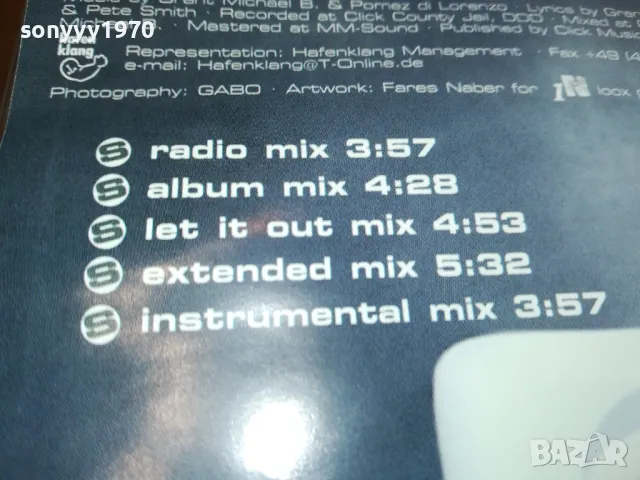 sonyyy1970
Music by Grant Michael B. & Pomez di Lorenzo · Lyrics by
& Pete Smith · Recorded at Click County Jail, DDD · Mixed
Michael B. · Mastered at MM-Sound · Published by Click Music
klang
Representation: Hafenklang Management · Fax +49 (
e-mail: Hafenklang@T-Online.de
Photography: GABO · Artwork: Fares Naber for loox
S radio mix 3:57
S album mix 4:28
S let it out mix 4:53
S extended mix 5:32
S instrumental mix 3:57
BAZAR